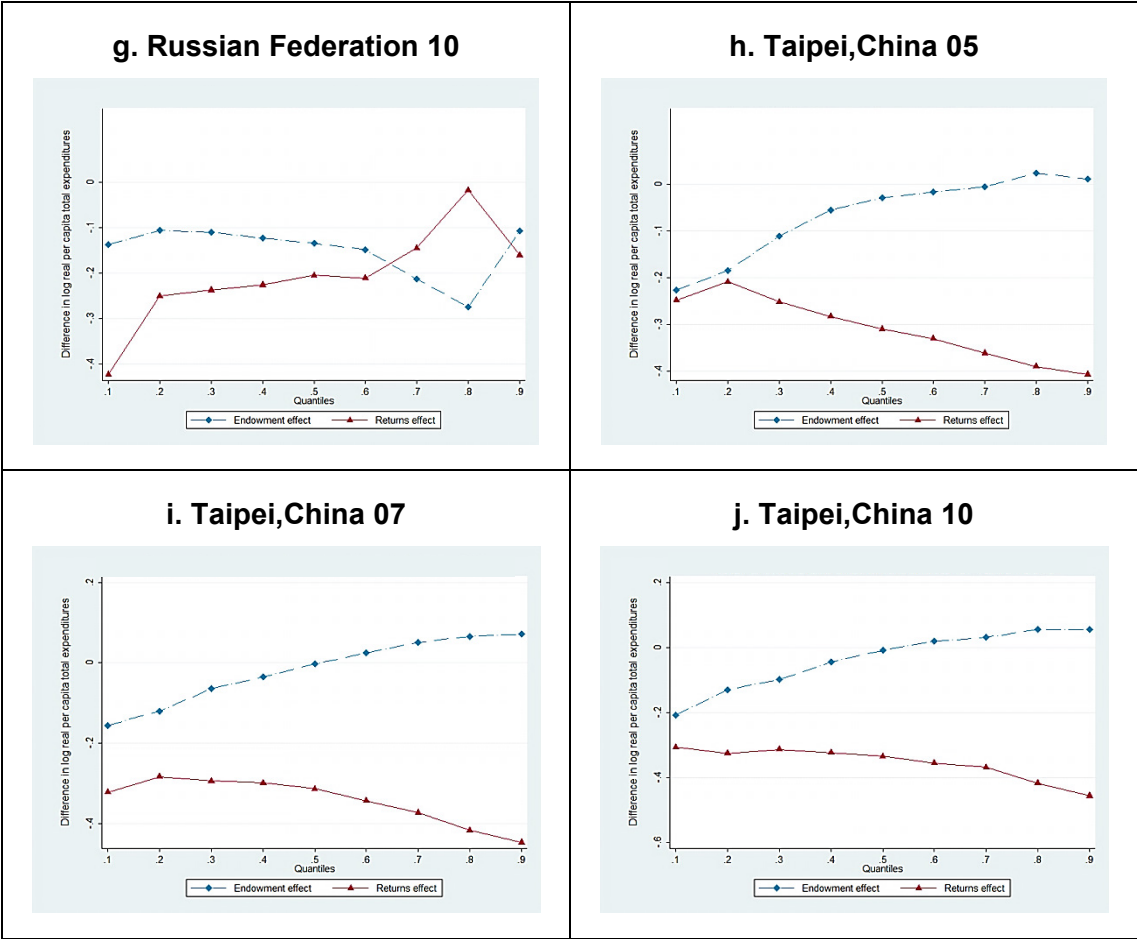 g. Russian Federation 10
Difference in log real per capita total expenditures
0
-.1
-.2
-.3
-.4
.1 .2 .3 .4 .5 .6 .7 .8 .9
Quantiles
Endowment effect Returns effect
h. Taipei,China 05
Difference in log real per capita total expenditures
0
-.1
-.2
-.3
-.4
.1 .2 .3 .4 .5 .6 .7 .8 .9
Quantiles
Endowment effect Returns effect
i. Taipei,China 07
Difference in log real per capita total expenditures
.2
0
-.2
-.4
.1 .2 .3 .4 .5 .6 .7 .8 .9
Quantiles
Endowment effect Returns effect
j. Taipei,China 10
Difference in log real per capita total expenditures
.2
0
-.2
-.4
-.6
.1 .2 .3 .4 .5 .6 .7 .8 .9
Quantiles
Endowment effect Returns effect